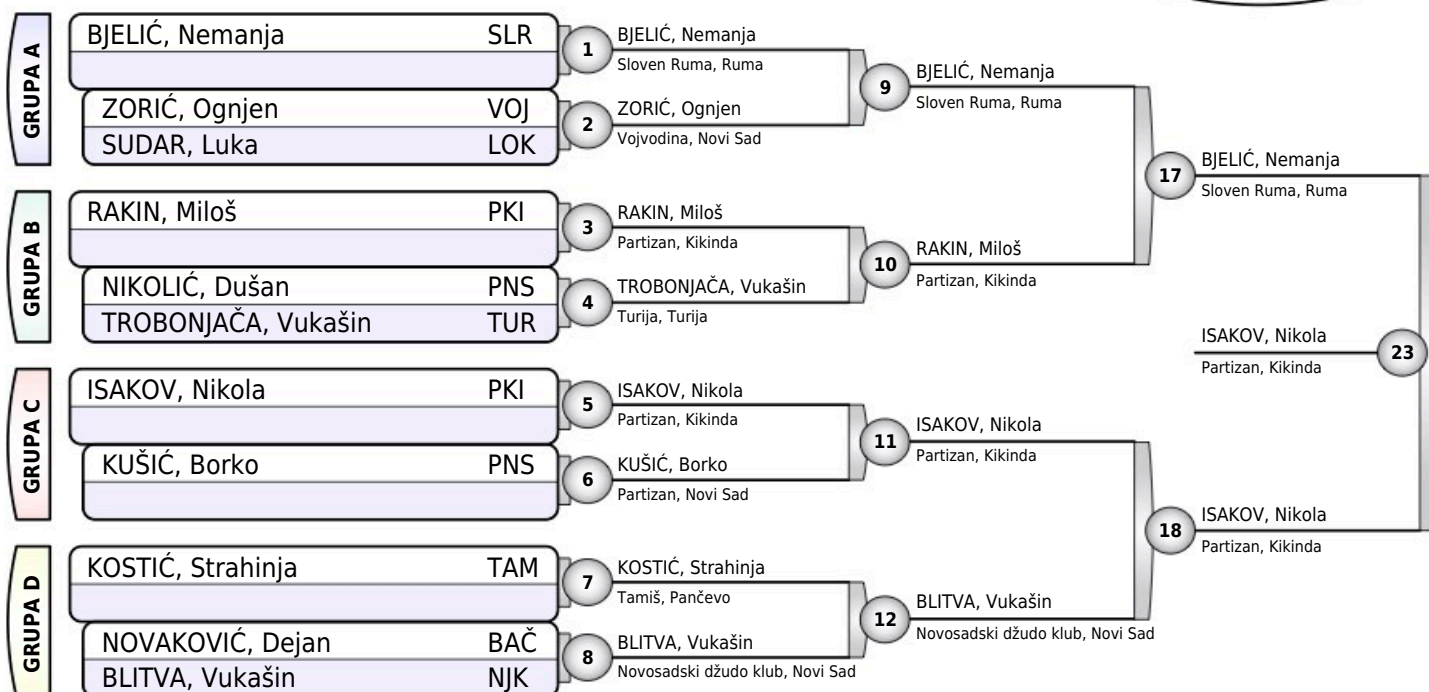 GRUPA A
BJELIĆ, Nemanja SLR
ZORIĆ, Ognjen VOJ
SUDAR, Luka LOK
1
BJELIĆ, Nemanja
Sloven Ruma, Ruma
2
ZORIĆ, Ognjen
Vojvodina, Novi Sad
9
BJELIĆ, Nemanja
Sloven Ruma, Ruma
GRUPA B
RAKIN, Miloš PKI
NIKOLIĆ, Dušan PNS
TROBONJAČA, Vukašin TUR
3
RAKIN, Miloš
Partizan, Kikinda
4
TROBONJAČA, Vukašin
Turija, Turija
10
RAKIN, Miloš
Partizan, Kikinda
17
BJELIĆ, Nemanja
Sloven Ruma, Ruma
GRUPA C
ISAKOV, Nikola PKI
KUŠIĆ, Borko PNS
5
ISAKOV, Nikola
Partizan, Kikinda
6
KUŠIĆ, Borko
Partizan, Novi Sad
11
ISAKOV, Nikola
Partizan, Kikinda
GRUPA D
KOSTIĆ, Strahinja TAM
NOVAKOVIĆ, Dejan BAČ
BLITVA, Vukašin NJK
7
KOSTIĆ, Strahinja
Tamiš, Pančevo
8
BLITVA, Vukašin
Novosadski džudo klub, Novi Sad
12
BLITVA, Vukašin
Novosadski džudo klub, Novi Sad
18
ISAKOV, Nikola
Partizan, Kikinda
ISAKOV, Nikola
Partizan, Kikinda
23